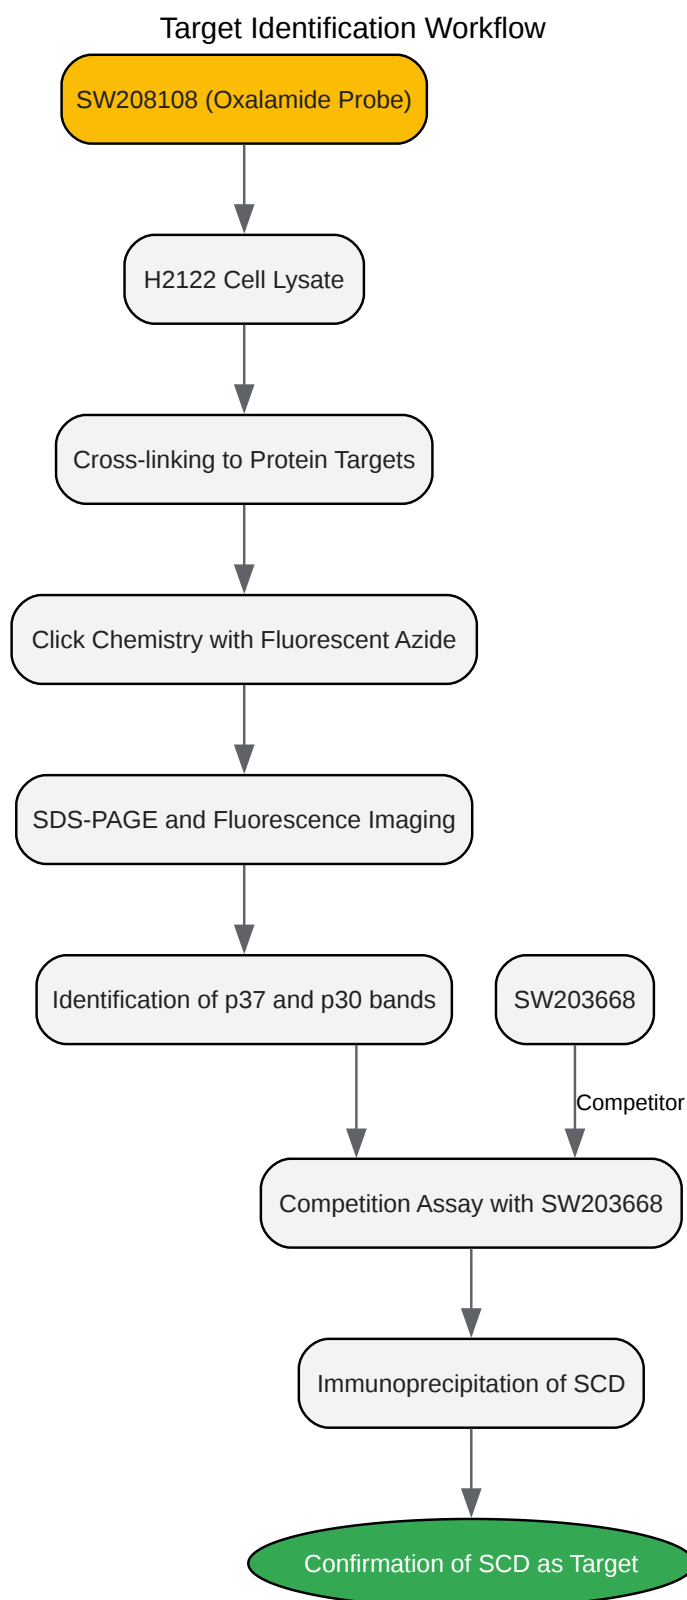 Target Identification Workflow
SW208108 (Oxalamide Probe)
H2122 Cell Lysate
Cross-linking to Protein Targets
Click Chemistry with Fluorescent Azide
SDS-PAGE and Fluorescence Imaging
Identification of p37 and p30 bands
SW203668
Competitor
Competition Assay with SW203668
Immunoprecipitation of SCD
Confirmation of SCD as Target